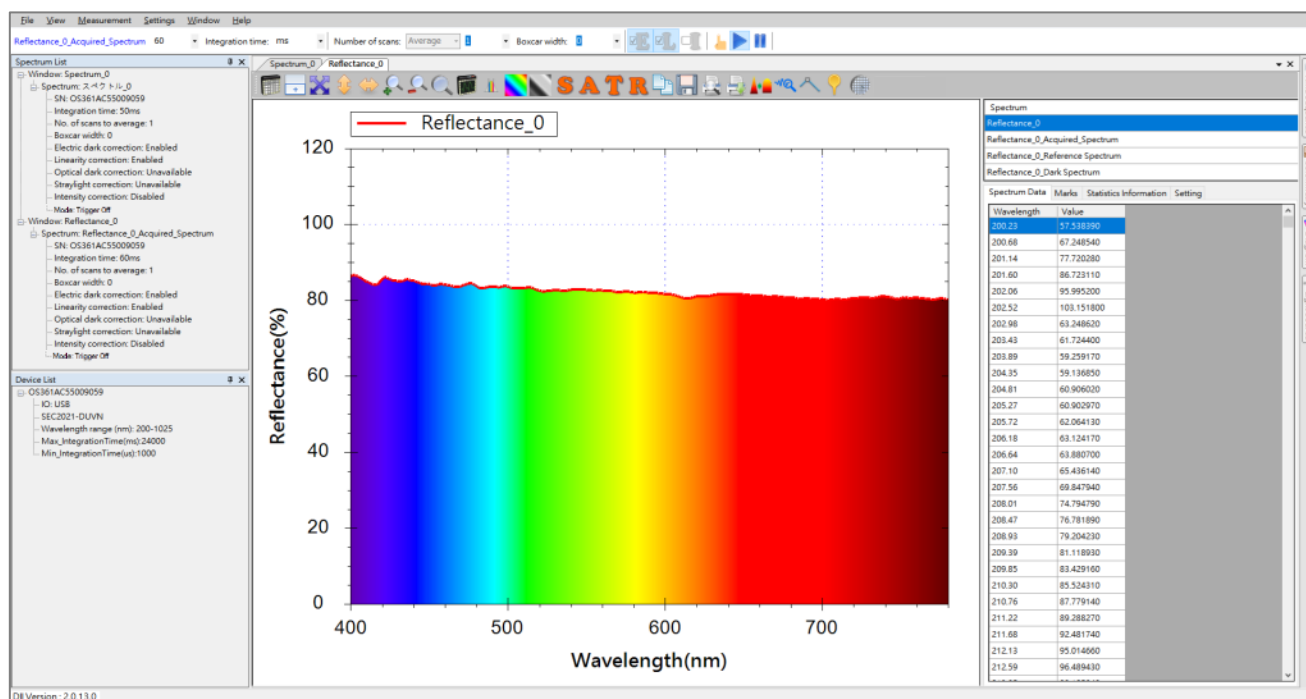 File View Measurement Settings Window Help
Reflectance_0_Acquired_Spectrum 60 Integration time: ms Number of scans: Average 1 Boxcar width: 0
Spectrum List
Window: Spectrum_0
Spectrum: スペクトル_0
SN: OS361AC55009059
Integration time: 50ms
No. of scans to average: 1
Boxcar width: 0
Electric dark correction: Enabled
Linearity correction: Enabled
Optical dark correction: Unavailable
Straylight correction: Unavailable
Intensity correction: Disabled
Mode: Trigger Off
Window: Reflectance_0
Spectrum: Reflectance_0_Acquired_Spectrum
SN: OS361AC55009059
Integration time: 60ms
No. of scans to average: 1
Boxcar width: 0
Electric dark correction: Enabled
Linearity correction: Enabled
Optical dark correction: Unavailable
Straylight correction: Unavailable
Intensity correction: Disabled
Mode: Trigger Off
Device List
OS361AC55009059
IO: USB
SEC2021-DUVN
Wavelength range (nm): 200-1025
Max_IntegrationTime(ms):24000
Min_IntegrationTime(us):1000
Spectrum_0 Reflectance_0
S A T R
Reflectance_0
120
100
80
60
40
20
0
Reflectance(%)
400 500 600 700
Wavelength(nm)
Spectrum
Reflectance_0
Reflectance_0_Acquired_Spectrum
Reflectance_0_Reference Spectrum
Reflectance_0_Dark Spectrum
Spectrum Data Marks Statistics Information Setting
Wavelength Value
200.23 57.538390
200.68 67.248540
201.14 77.720280
201.60 86.723110
202.06 95.995200
202.52 103.151800
202.98 63.248620
203.43 61.724400
203.89 59.259170
204.35 59.136850
204.81 60.906020
205.27 60.902970
205.72 62.064130
206.18 63.124170
206.64 63.880700
207.10 65.436140
207.56 69.847940
208.01 74.794790
208.47 76.781890
208.93 79.204230
209.39 81.118930
209.85 83.429160
210.30 85.524310
210.76 87.779140
211.22 89.288270
211.68 92.481740
212.13 95.014660
212.59 96.489430
Dll Version : 2.0.13.0